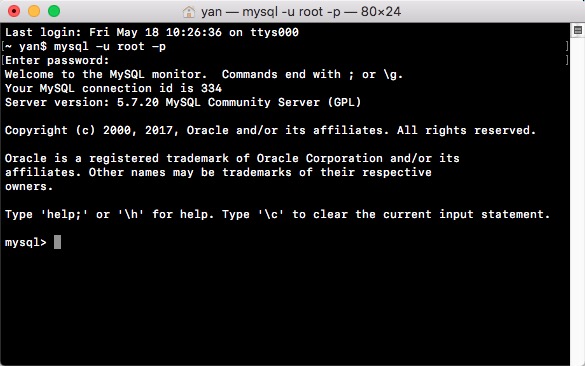 yan — mysql -u root -p — 80×24
Last login: Fri May 18 10:26:36 on ttys000
[~ yan$ mysql -u root -p ]
[Enter password: ]
Welcome to the MySQL monitor.  Commands end with ; or \g.
Your MySQL connection id is 334
Server version: 5.7.20 MySQL Community Server (GPL)

Copyright (c) 2000, 2017, Oracle and/or its affiliates. All rights reserved.

Oracle is a registered trademark of Oracle Corporation and/or its
affiliates. Other names may be trademarks of their respective
owners.

Type 'help;' or '\h' for help. Type '\c' to clear the current input statement.

mysql>